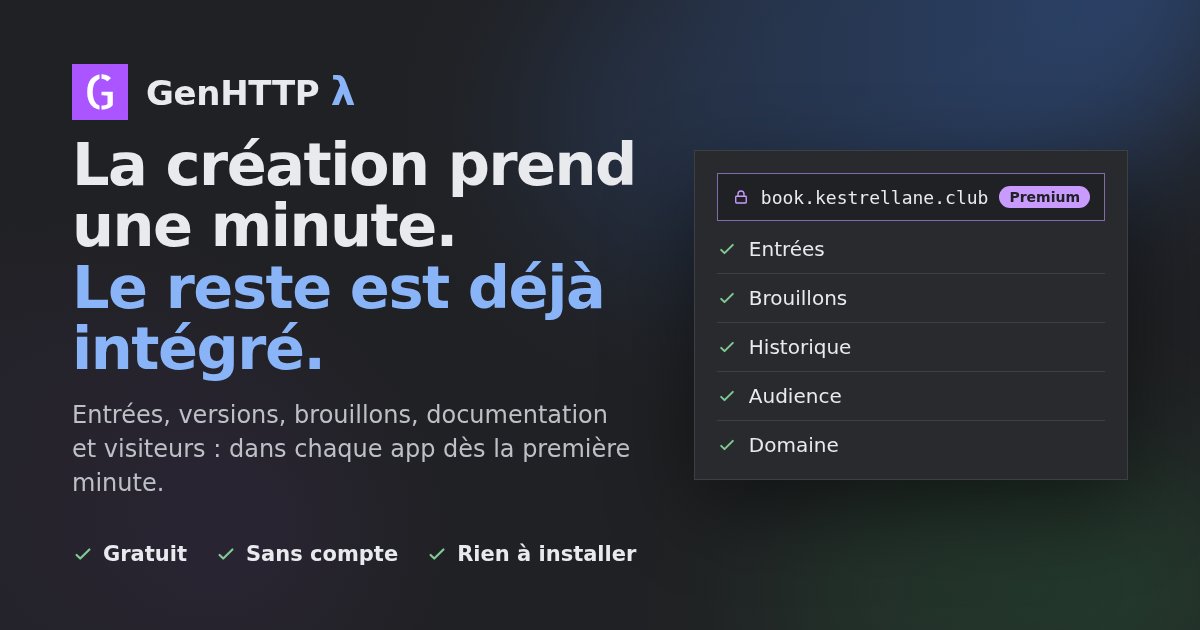 G GenHTTP λ
La création prend
une minute.
Le reste est déjà
intégré.
Entrées, versions, brouillons, documentation
et visiteurs : dans chaque app dès la première
minute.
Gratuit Sans compte Rien à installer
book.kestrellane.club Premium
Entrées
Brouillons
Historique
Audience
Domaine